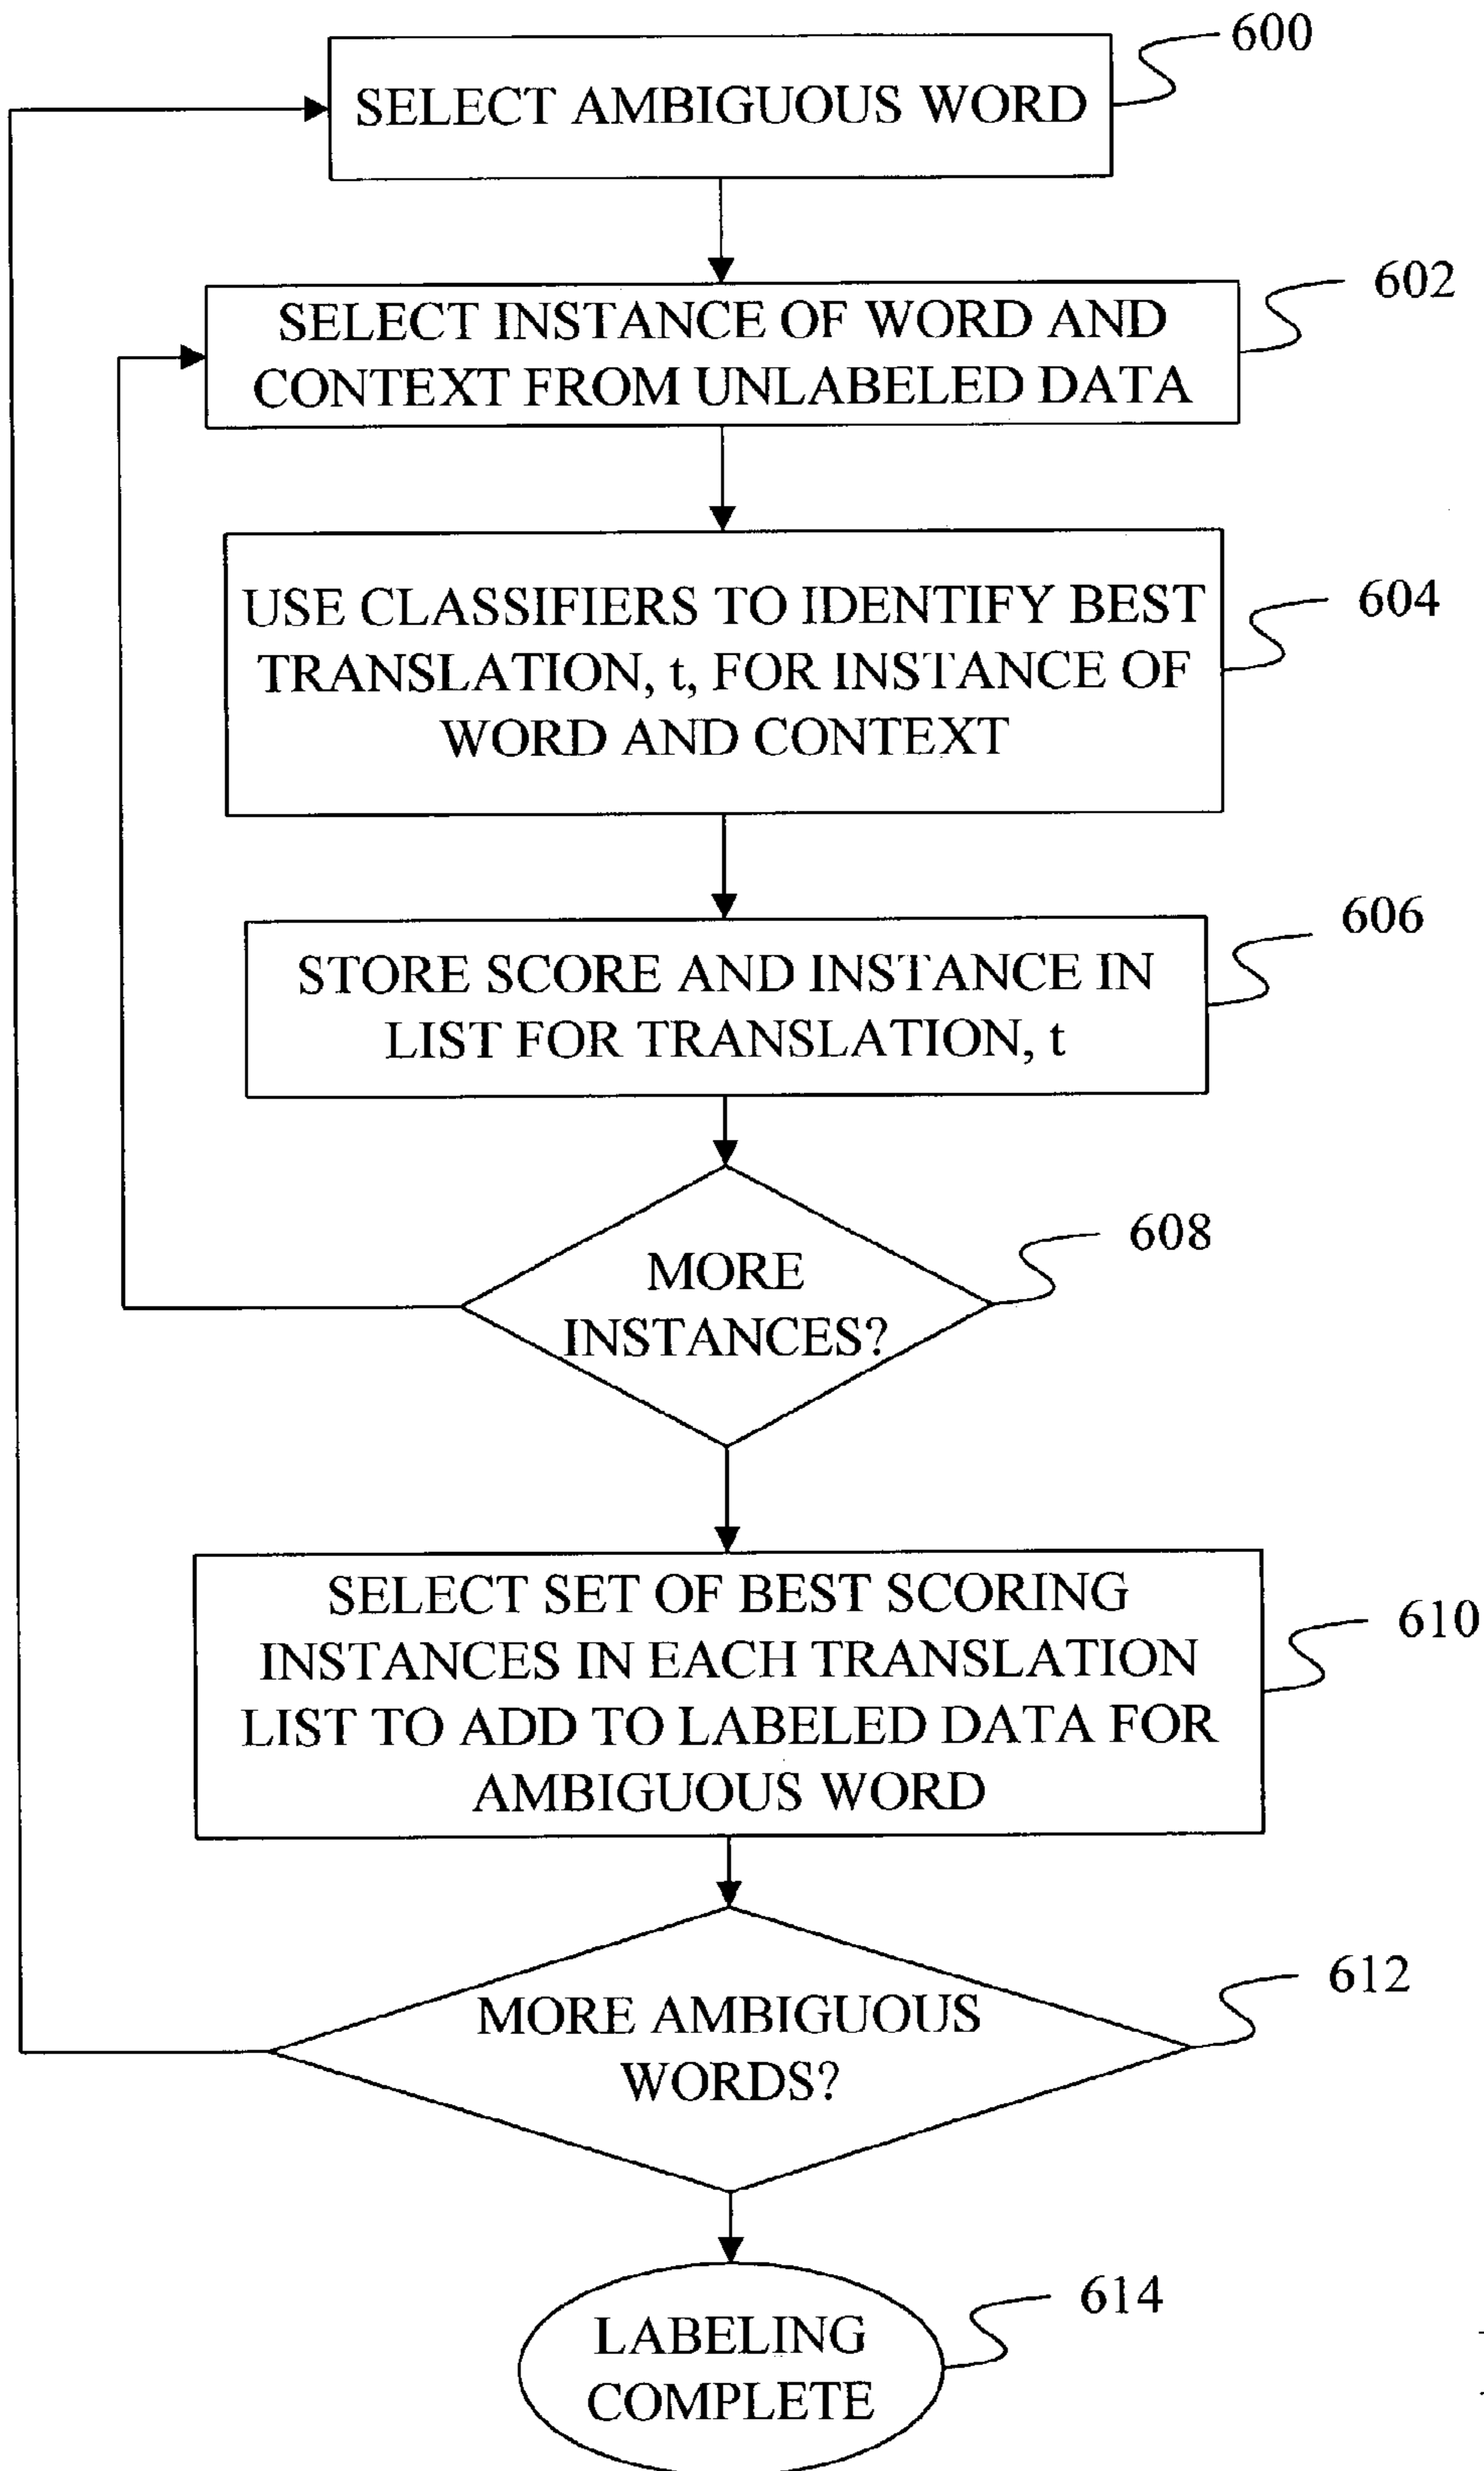 600
SELECT AMBIGUOUS WORD
602
SELECT INSTANCE OF WORD AND
CONTEXT FROM UNLABELED DATA
604
USE CLASSIFIERS TO IDENTIFY BEST
TRANSLATION, t, FOR INSTANCE OF
WORD AND CONTEXT
606
STORE SCORE AND INSTANCE IN
LIST FOR TRANSLATION, t
608
MORE
INSTANCES?
610
SELECT SET OF BEST SCORING
INSTANCES IN EACH TRANSLATION
LIST TO ADD TO LABELED DATA FOR
AMBIGUOUS WORD
612
MORE AMBIGUOUS
WORDS?
614
LABELING
COMPLETE